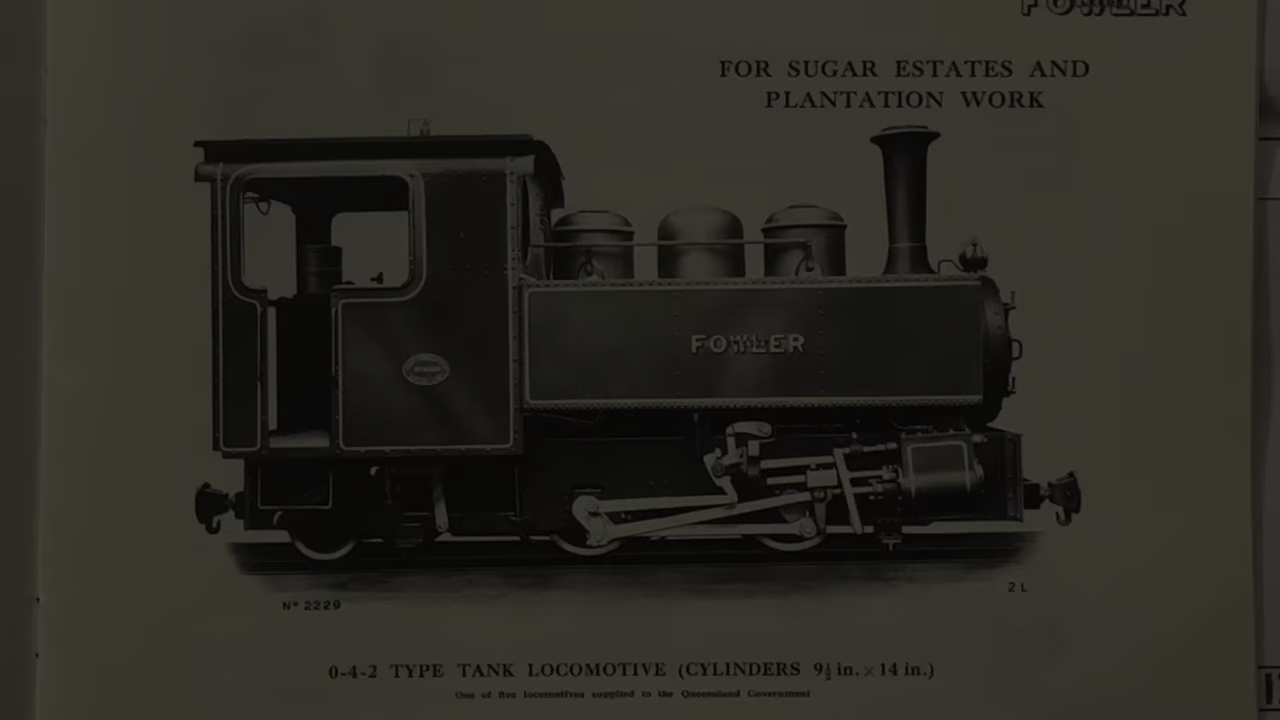 FOWLER
FOR SUGAR ESTATES AND
PLANTATION WORK
FOWLER
Nº 2229
2 L
0-4-2 TYPE TANK LOCOMOTIVE (CYLINDERS 9½ in. × 14 in.)
One of five locomotives supplied to the Queensland Government